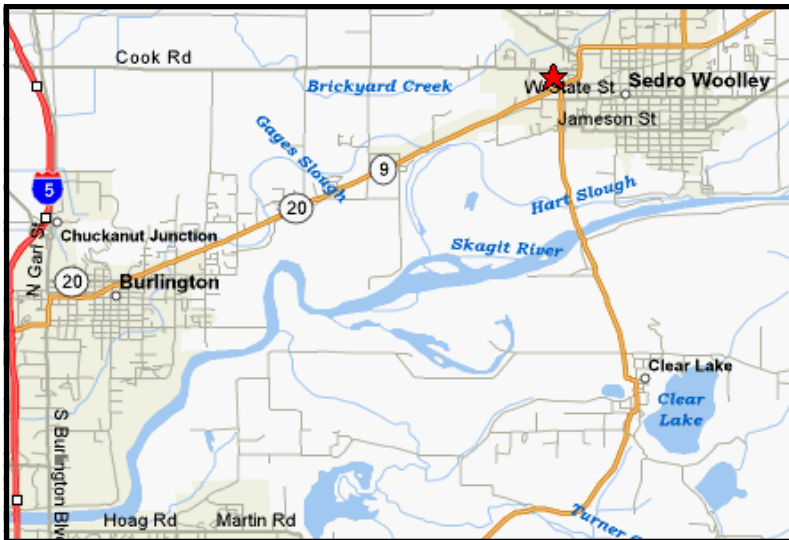 Cook Rd
Brickyard Creek
W State St
Sedro Woolley
Jameson St
Gages Slough
9
5
20
Hart Slough
Chuckanut Junction
N Garl St
Skagit River
20
Burlington
Clear Lake
Clear
Lake
S Burlington Blv
Hoag Rd
Martin Rd
Turner